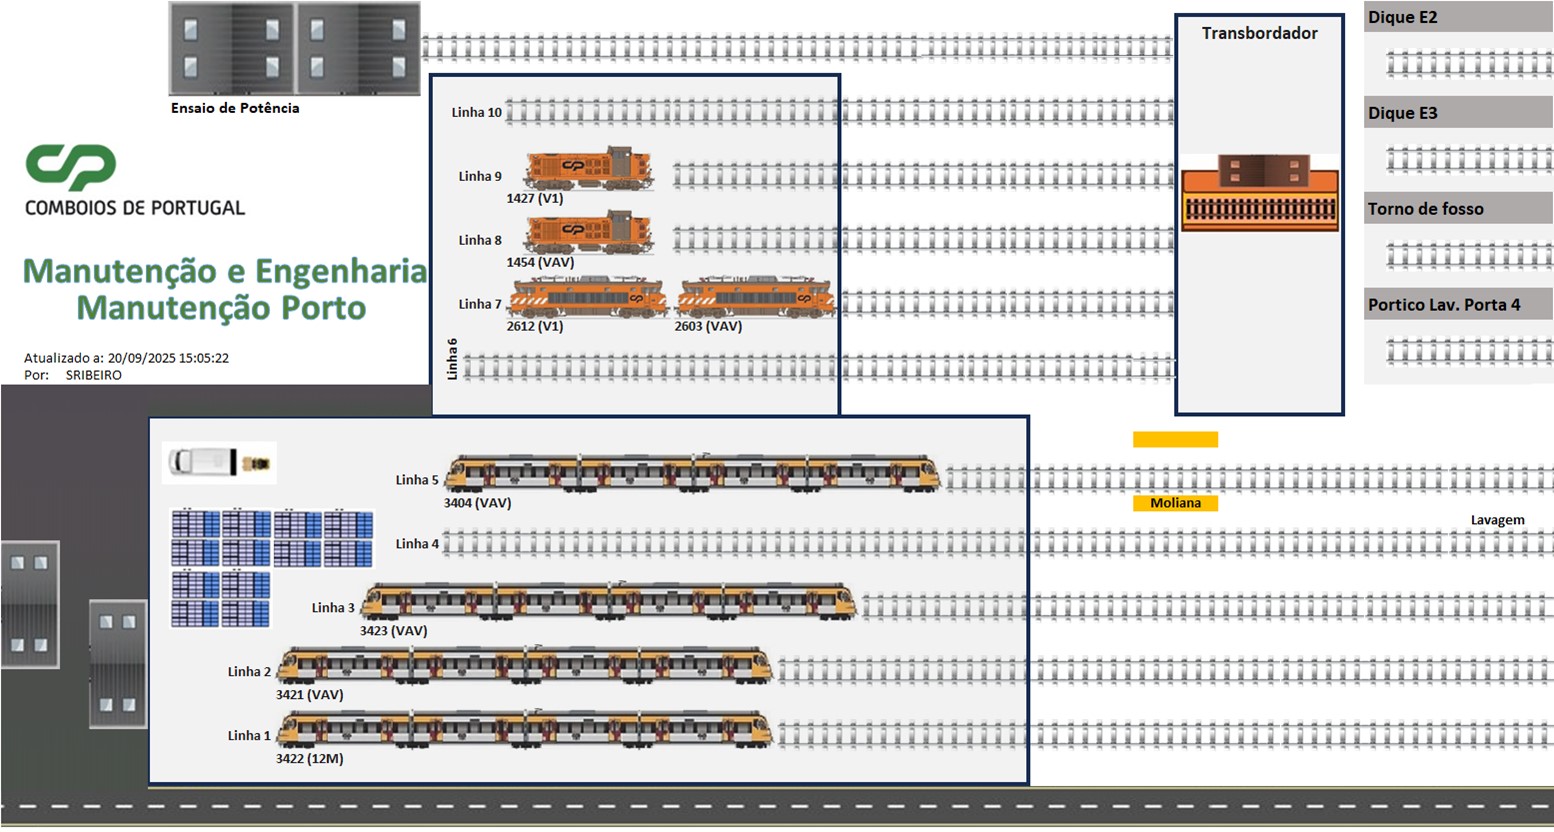 Ensaio de Potência
CP
COMBOIOS DE PORTUGAL
Manutenção e Engenharia
Manutenção Porto
Atualizado a: 20/09/2025 15:05:22
Por: SRIBEIRO
Linha 10
Linha 9
1427 (V1)
Linha 8
1454 (VAV)
Linha 7
2612 (V1)
2603 (VAV)
Linha 6
Transbordador
Dique E2
Dique E3
Torno de fosso
Portico Lav. Porta 4
Linha 5
3404 (VAV)
Moliana
Lavagem
Linha 4
Linha 3
3423 (VAV)
Linha 2
3421 (VAV)
Linha 1
3422 (12M)